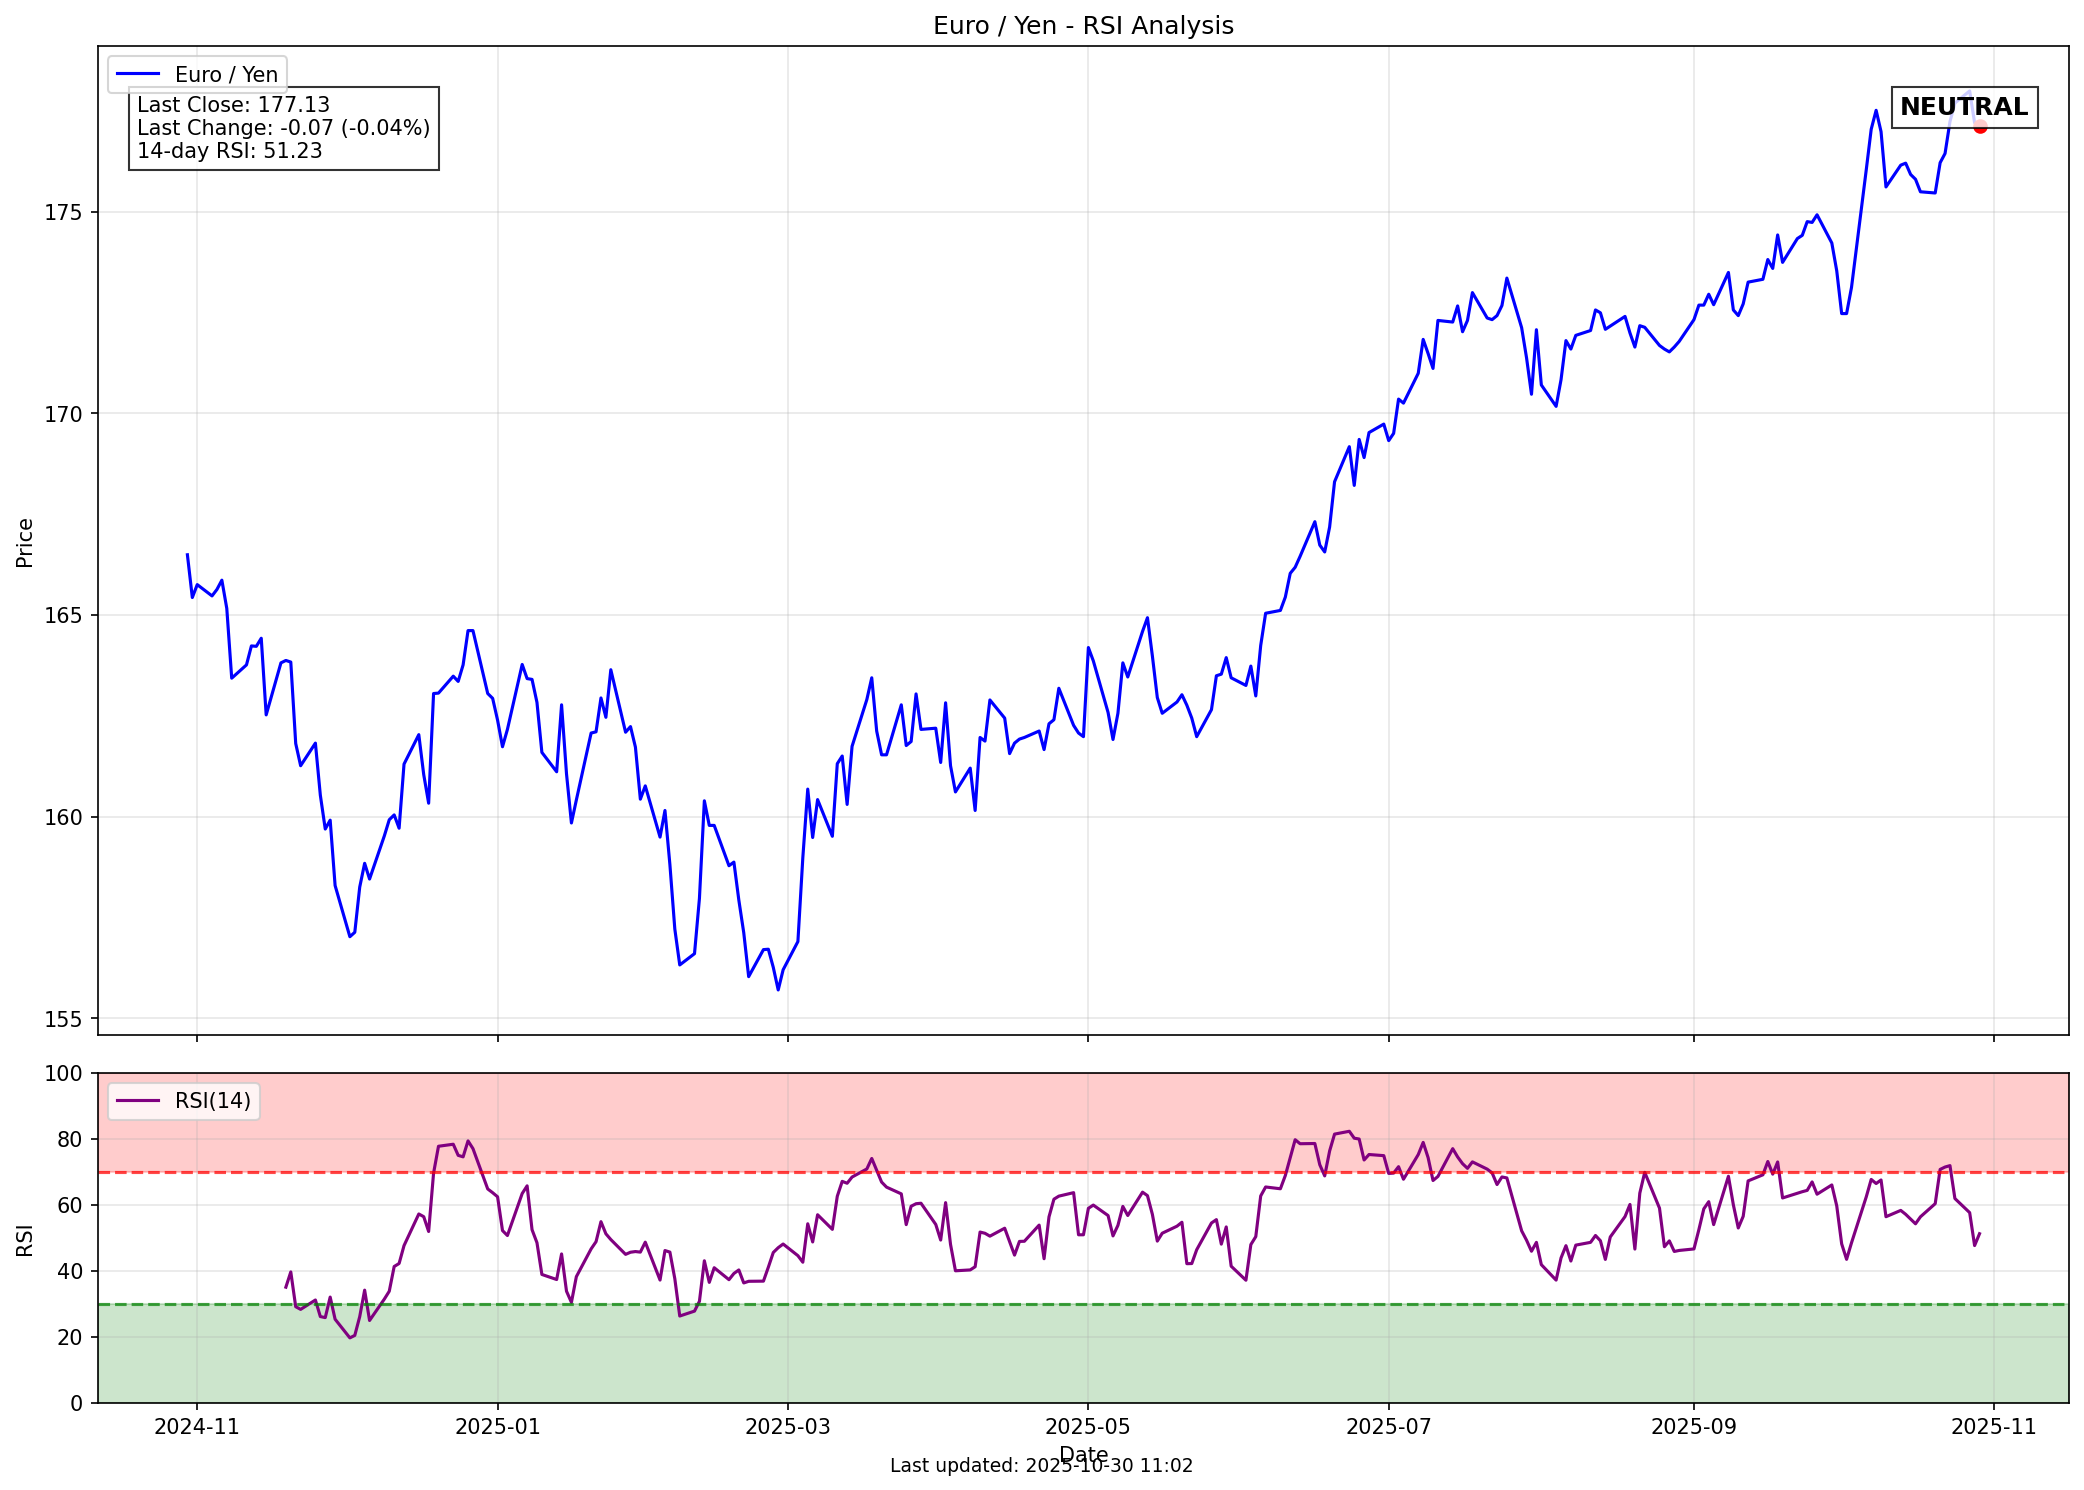 Euro / Yen - RSI Analysis
Euro / Yen
Last Close: 177.13
Last Change: -0.07 (-0.04%)
14-day RSI: 51.23
NEUTRAL
175
170
165
160
155
Price
100
80
60
40
20
0
RSI
RSI(14)
2024-11
2025-01
2025-03
2025-05
2025-07
2025-09
2025-11
Date
Last updated: 2025-10-30 11:02